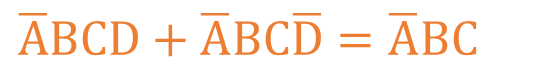 A̅BCD + A̅BCD̅ = A̅BC